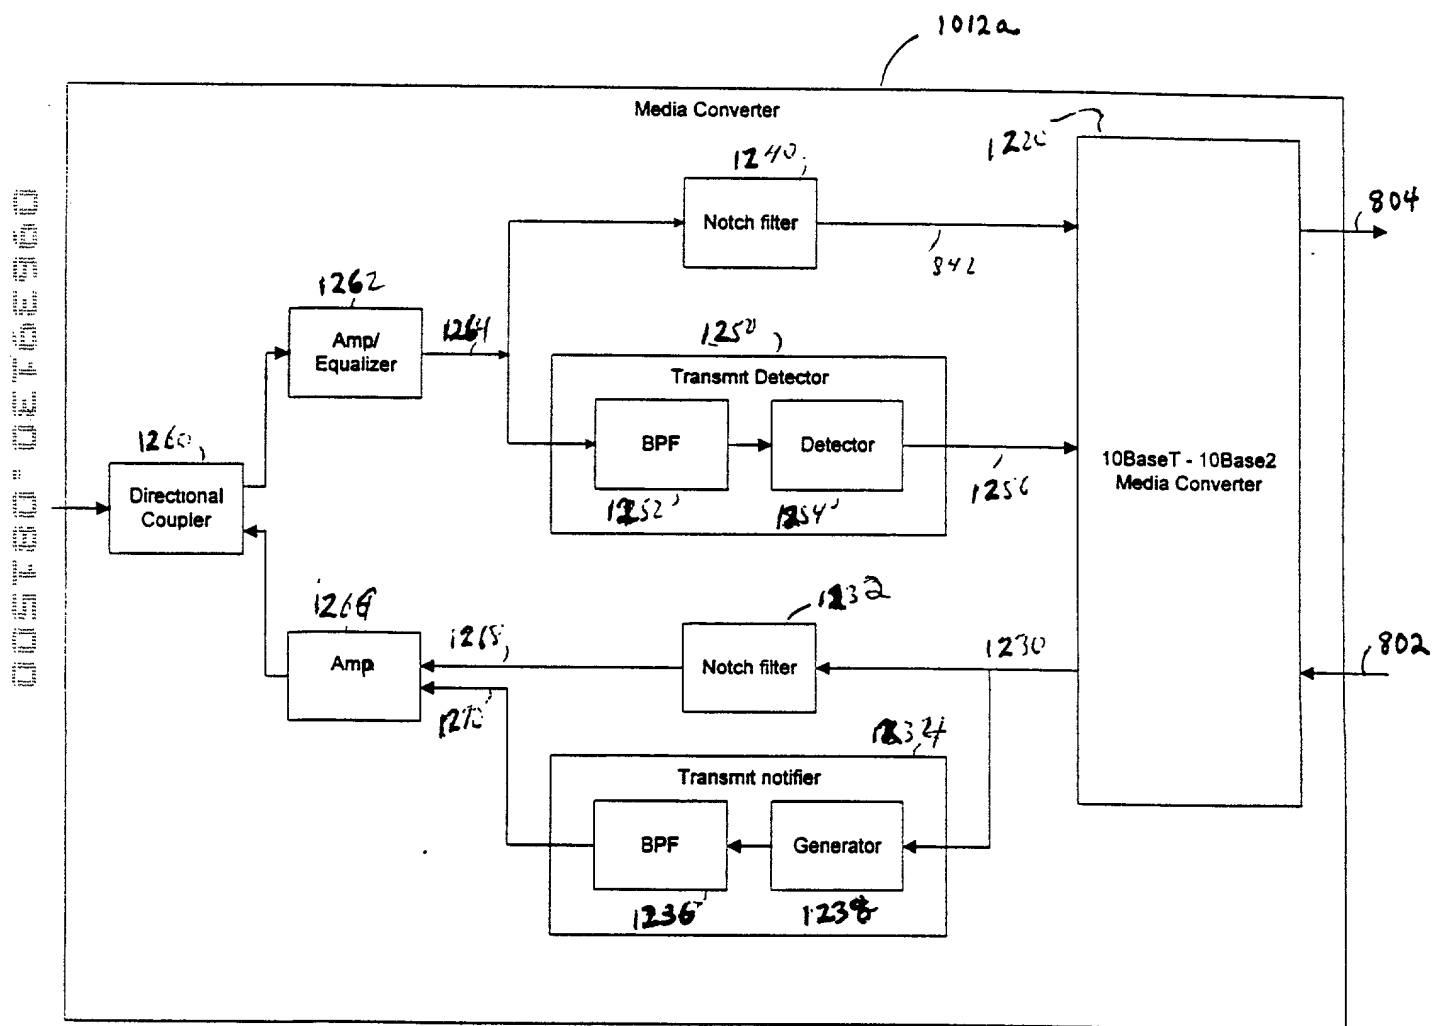 1012a
Media Converter
1240
1220
Notch filter
804
842
1262
Amp/
Equalizer
1264
1250
Transmit Detector
BPF
Detector
1252
1254
1256
10BaseT - 10Base2
Media Converter
1260
Directional
Coupler
1232
1268
Amp
Notch filter
1230
802
1270
1234
Transmit notifier
BPF
Generator
1236
1238